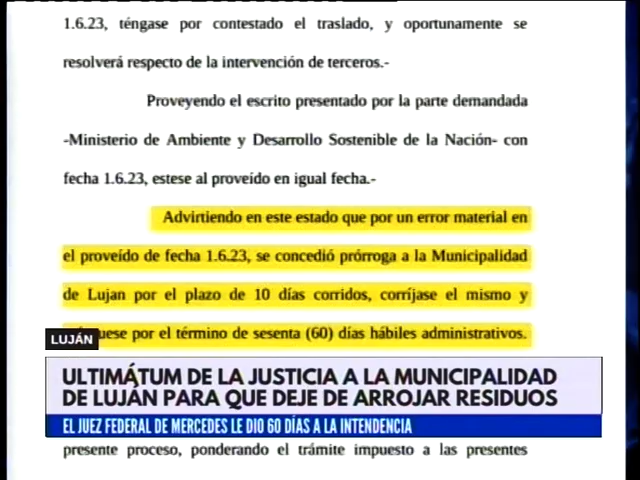 1.6.23, téngase por contestado el traslado, y oportunamente se
resolverá respecto de la intervención de terceros.-
Proveyendo el escrito presentado por la parte demandada
-Ministerio de Ambiente y Desarrollo Sostenible de la Nación- con
fecha 1.6.23, estese al proveído en igual fecha.-
Advirtiendo en este estado que por un error material en
el proveído de fecha 1.6.23, se concedió prórroga a la Municipalidad
de Lujan por el plazo de 10 días corridos, corríjase el mismo y
por el término de sesenta (60) días hábiles administrativos.
LUJÁN
ULTIMÁTUM DE LA JUSTICIA A LA MUNICIPALIDAD
DE LUJÁN PARA QUE DEJE DE ARROJAR RESIDUOS
EL JUEZ FEDERAL DE MERCEDES LE DIO 60 DÍAS A LA INTENDENCIA
presente proceso, ponderando el trámite impuesto a las presentes